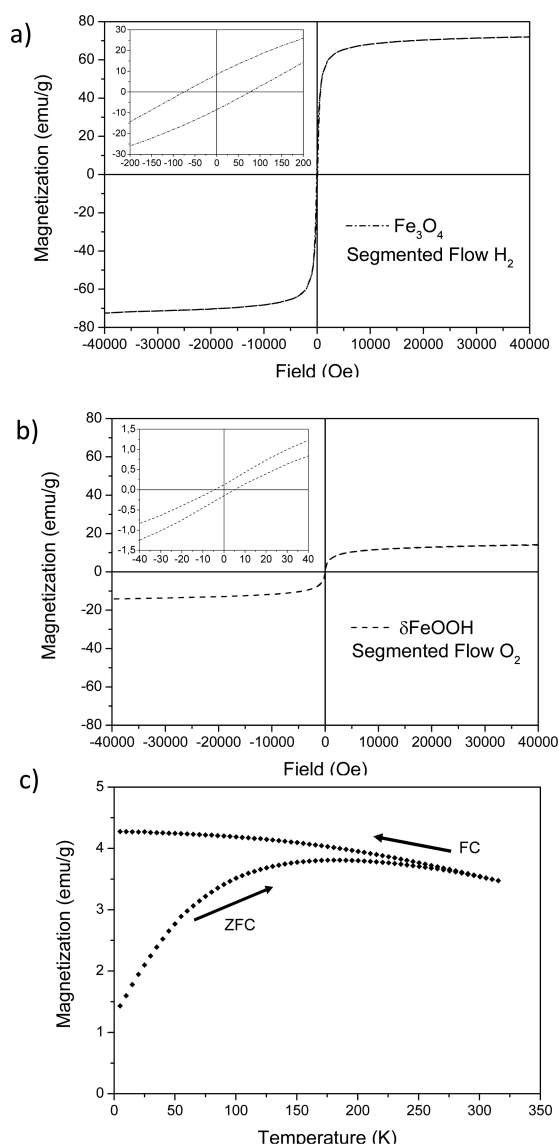 a)
Magnetization (emu/g)
80
60
40
20
0
-20
-40
-60
-80
30
20
10
0
-10
-20
-30
-200 -150 -100 -50 0 50 100 150 200
Fe3O4
Segmented Flow H2
-40000 -30000 -20000 -10000 0 10000 20000 30000 40000
Field (Oe)
b)
Magnetization (emu/g)
80
60
40
20
0
-20
-40
-60
-80
1,5
1,0
0,5
0,0
-0,5
-1,0
-1,5
-40 -30 -20 -10 0 10 20 30 40
δFeOOH
Segmented Flow O2
-40000 -30000 -20000 -10000 0 10000 20000 30000 40000
Field (Oe)
c)
Magnetization (emu/g)
5
4
3
2
1
0
FC
ZFC
0 50 100 150 200 250 300 350
Temperature (K)